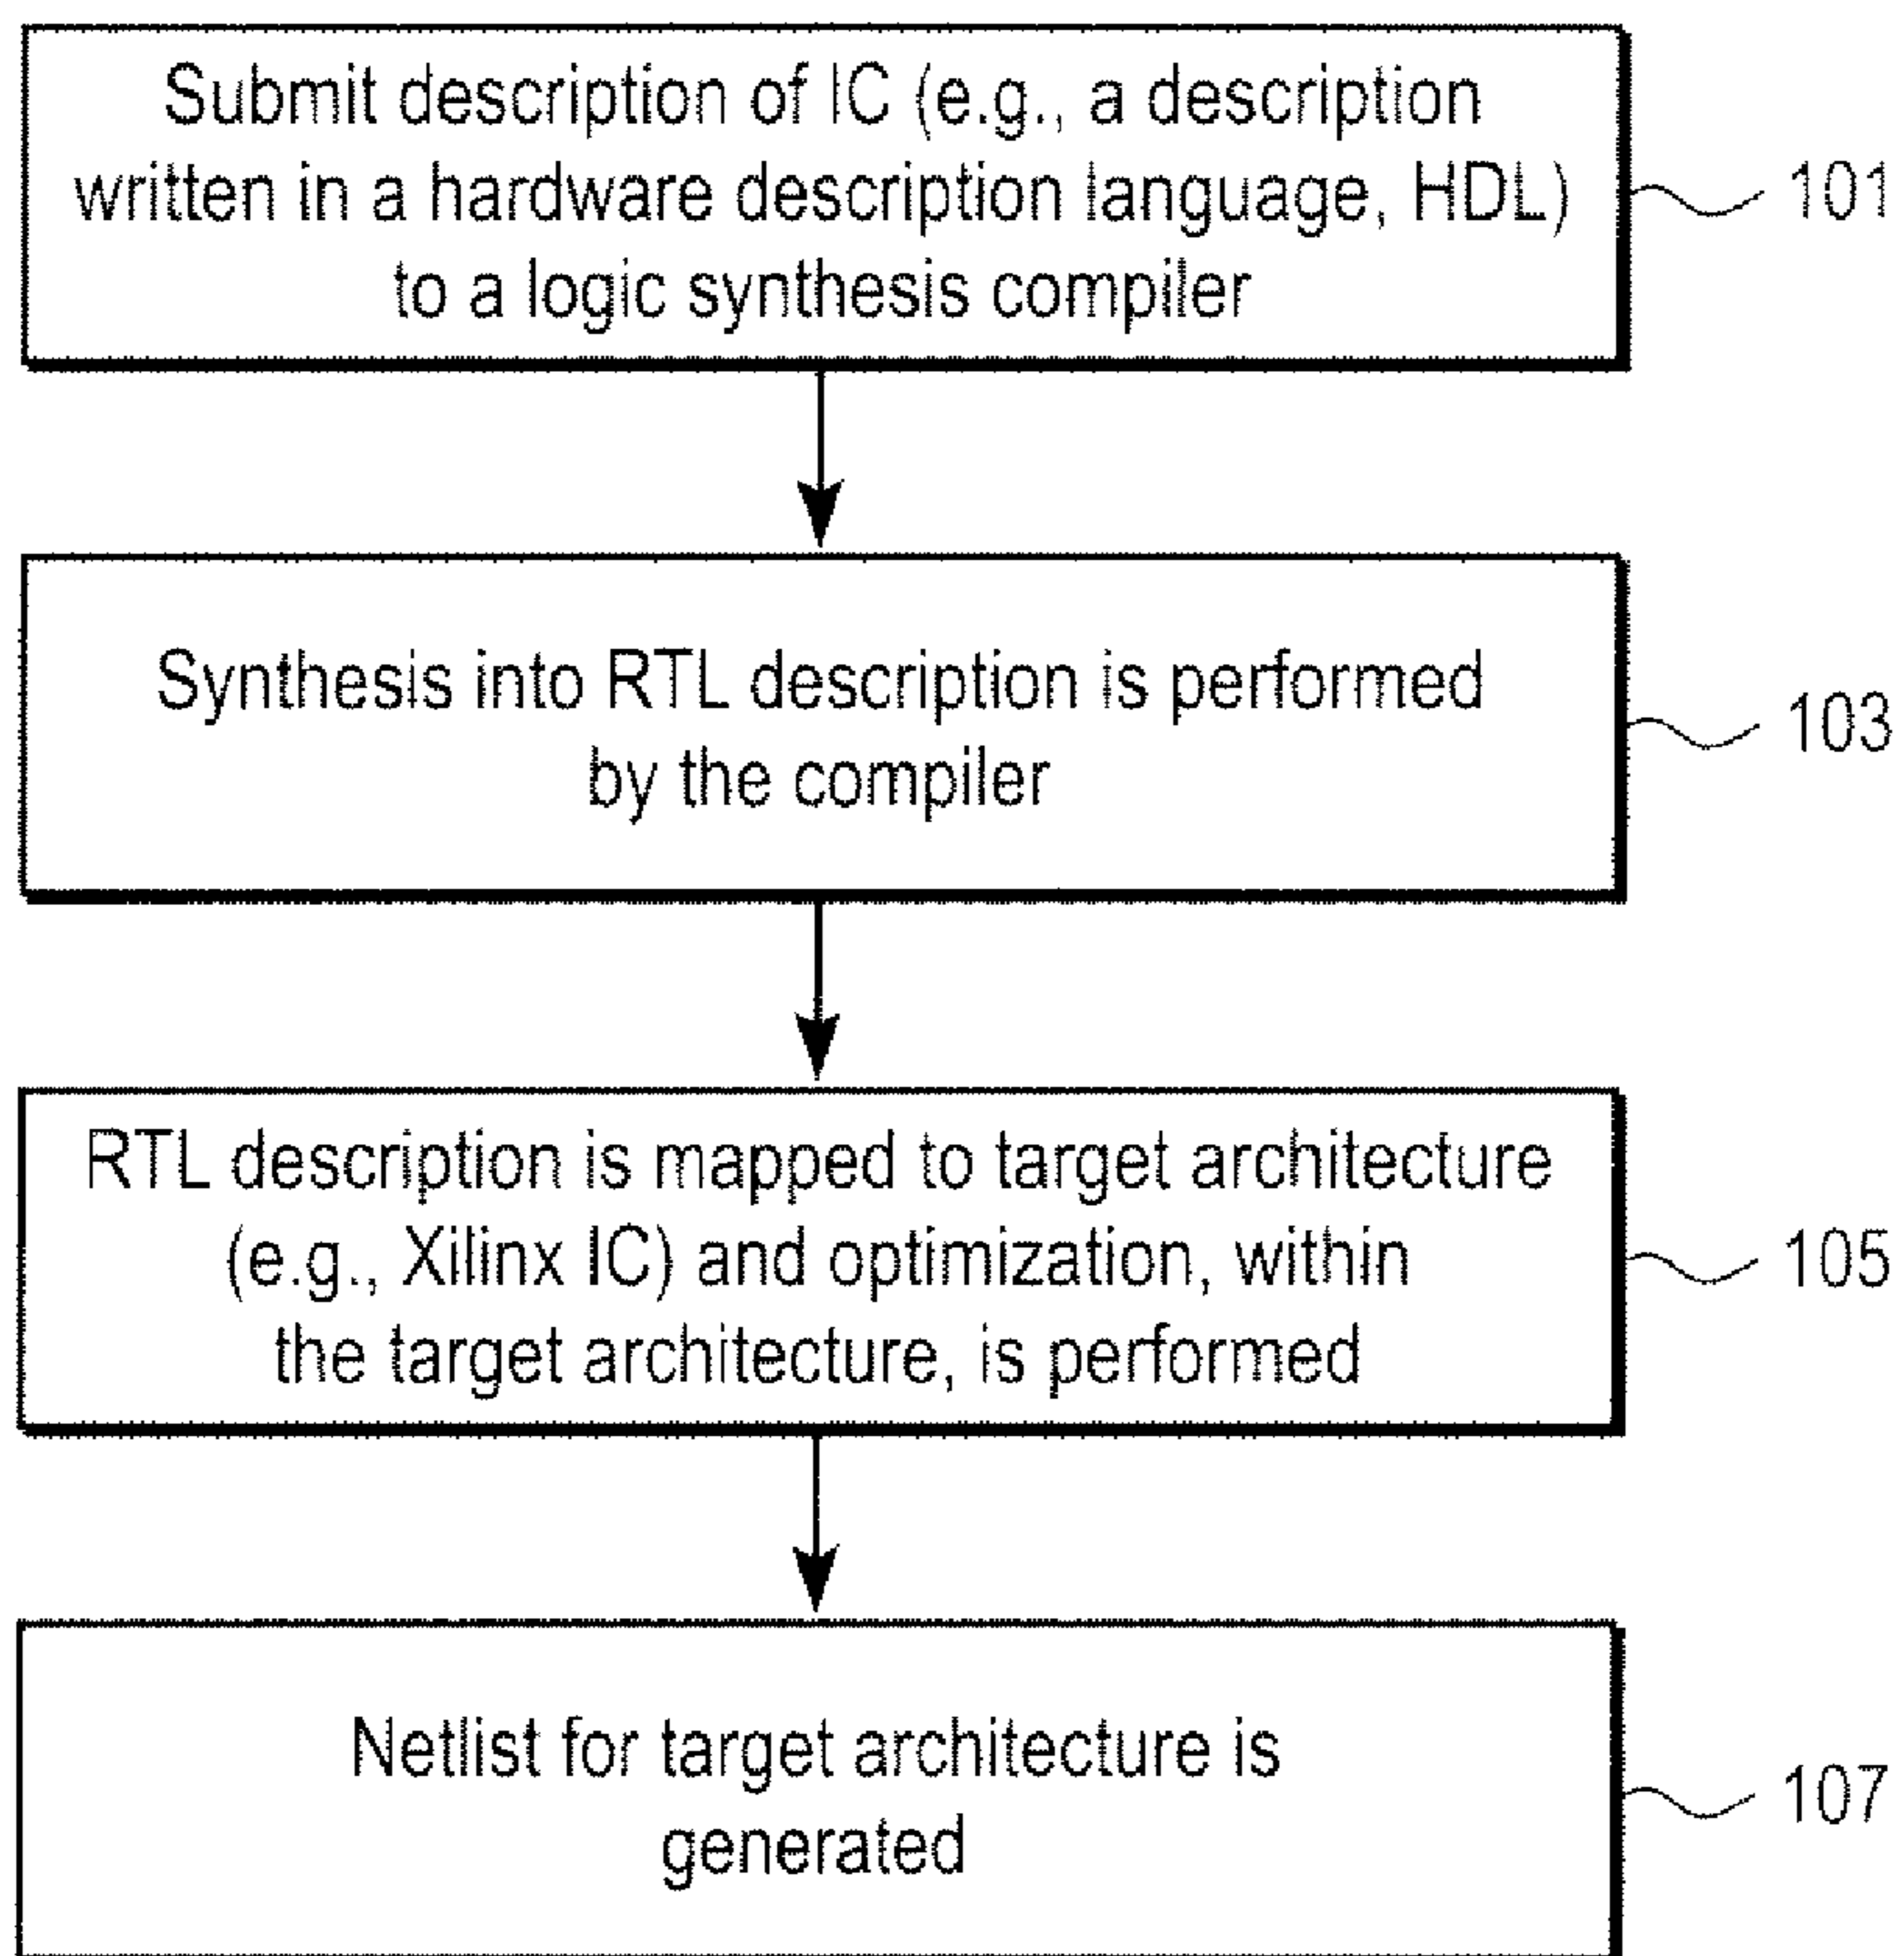 Submit description of IC (e.g., a description
written in a hardware description language, HDL)
to a logic synthesis compiler
101
Synthesis into RTL description is performed
by the compiler
103
RTL description is mapped to target architecture
(e.g., Xilinx IC) and optimization, within
the target architecture, is performed
105
Netlist for target architecture is
generated
107